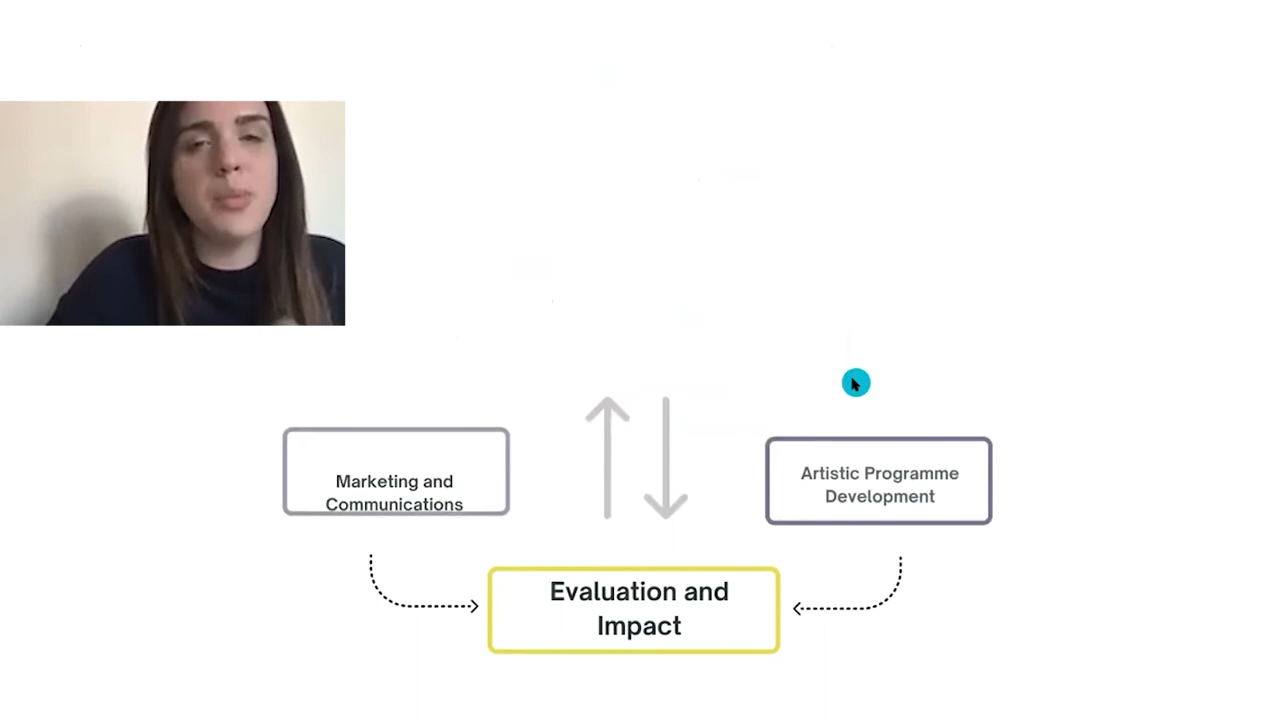 Marketing and
Communications
Artistic Programme
Development
Evaluation and
Impact